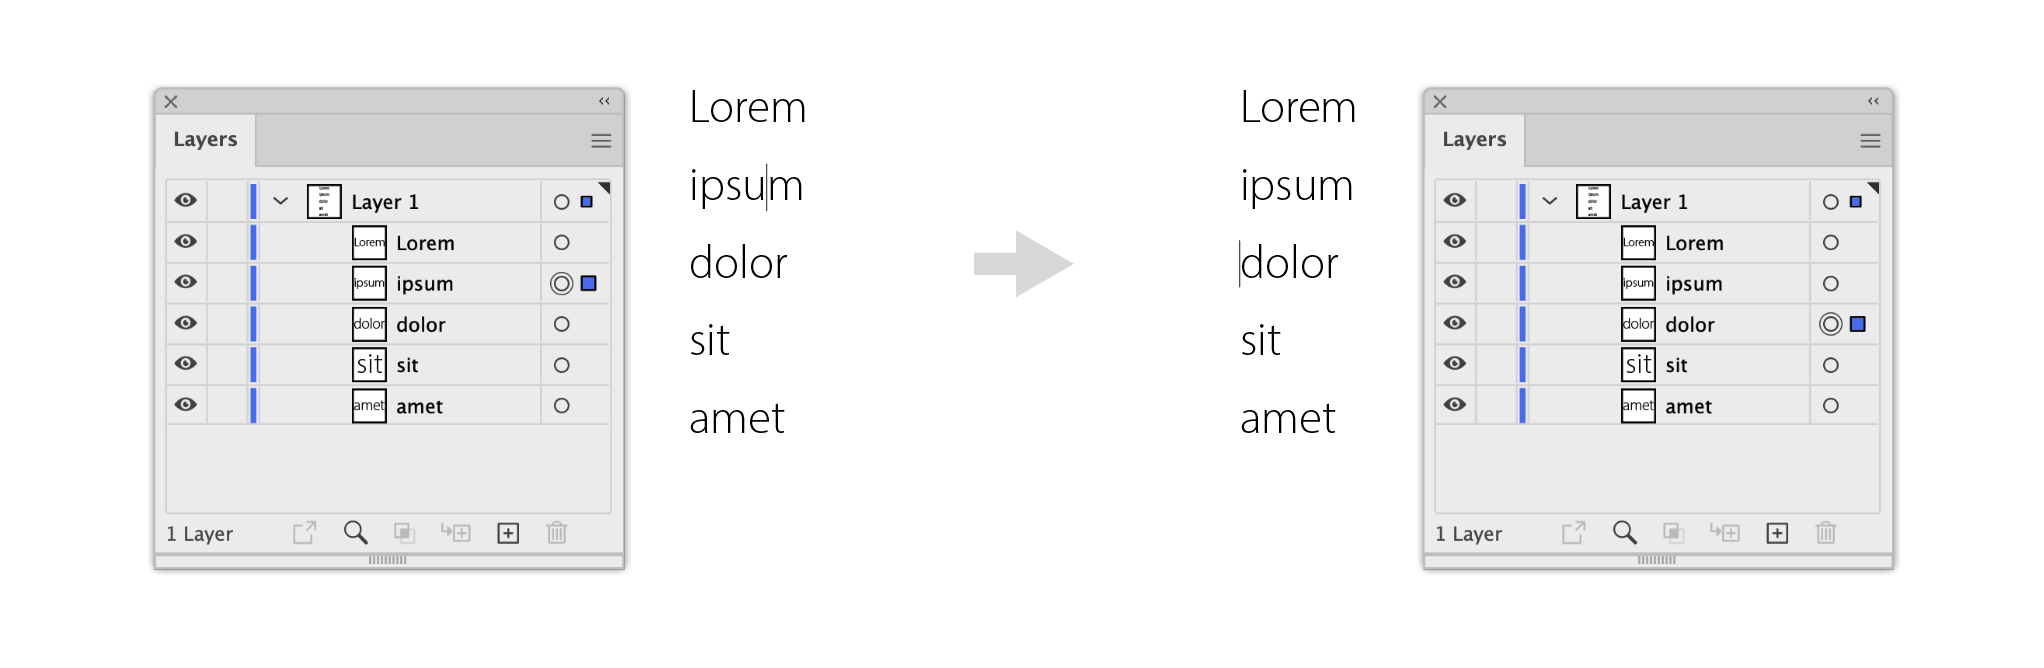 Layers
Layer 1
Lorem Lorem
ipsum ipsum
dolor dolor
sit sit
amet amet
1 Layer
Lorem
ipsum
dolor
sit
amet
Lorem
ipsum
dolor
sit
amet
Layers
Layer 1
Lorem Lorem
ipsum ipsum
dolor dolor
sit sit
amet amet
1 Layer